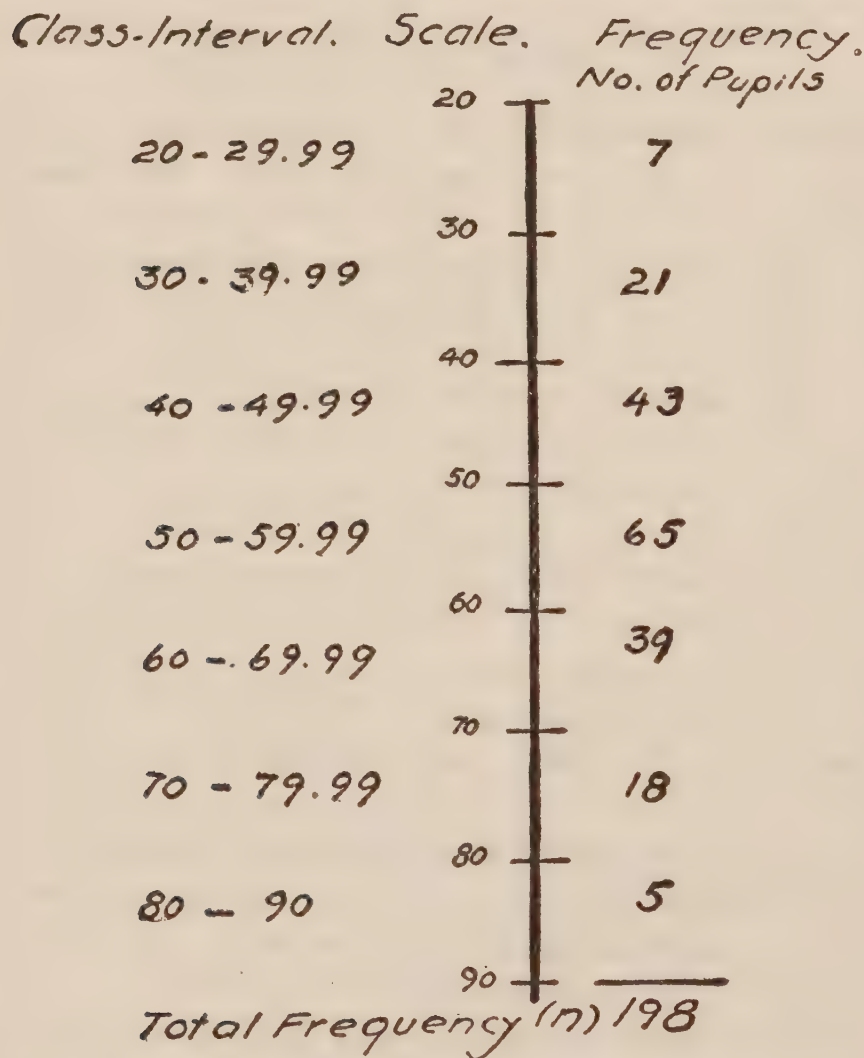 Class-Interval. Scale. Frequency.
No. of Pupils
20
20 - 29.99 7
30
30 - 39.99 21
40
40 - 49.99 43
50
50 - 59.99 65
60
60 -. 69.99 39
70
70 - 79.99 18
80
80 - 90 5
90
Total Frequency (n) 198